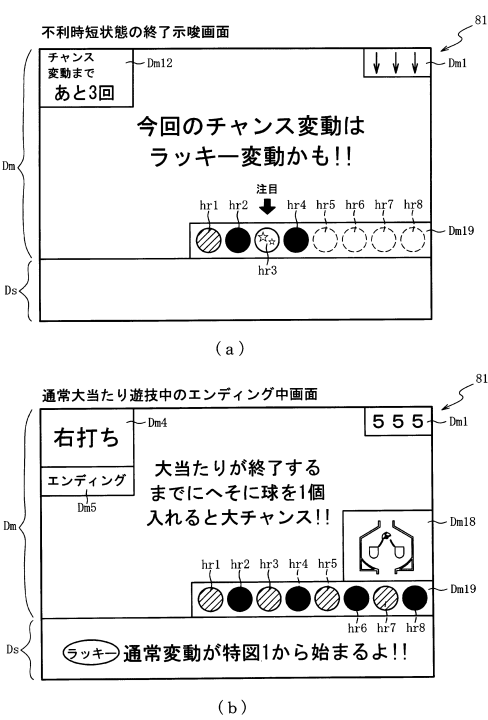 不利時短状態の終了示唆画面
81
チャンス
変動まで
あと3回
Dm12
↓↓↓
Dm1
Dm
今回のチャンス変動は
ラッキー変動かも!!
注目
hr1 hr2 hr4 hr5 hr6 hr7 hr8
Dm19
hr3
Ds
(a)
通常大当たり遊技中のエンディング中画面
81
右打ち
Dm4
555
Dm1
エンディング
Dm5
大当たりが終了する
までにへそに球を1個
入れると大チャンス!!
Dm
Dm18
hr1 hr2 hr3 hr4 hr5
Dm19
hr6 hr7 hr8
Ds
ラッキー 通常変動が特図1から始まるよ!!
(b)